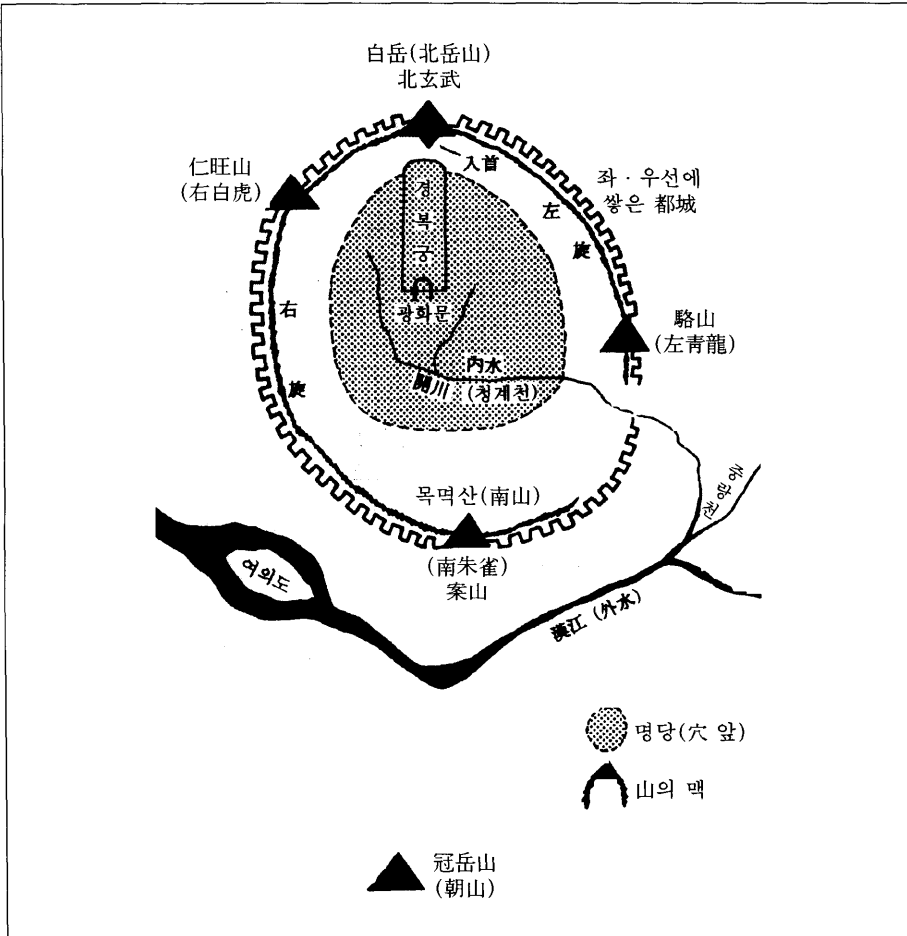 白岳(北岳山)
北玄武
仁旺山
(右白虎)
入首
좌·우선에
쌓은 都城
경
복
궁
左
旋
광화문
右
旋
駱山
(左靑龍)
內水
開川
(청계천)
목멱산(南山)
중랑천
(南朱雀)
案山
여의도
漢江 (外水)
명당(穴 앞)
山의 맥
冠岳山
(朝山)